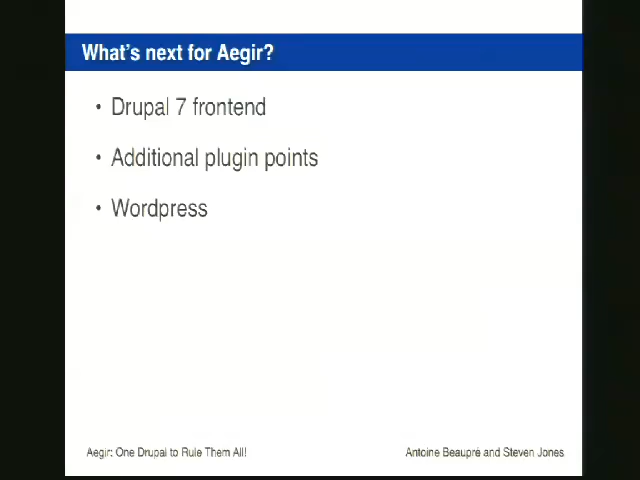 What's next for Aegir?
• Drupal 7 frontend
• Additional plugin points
• Wordpress
Aegir: One Drupal to Rule Them All!
Antoine Beaupré and Steven Jones